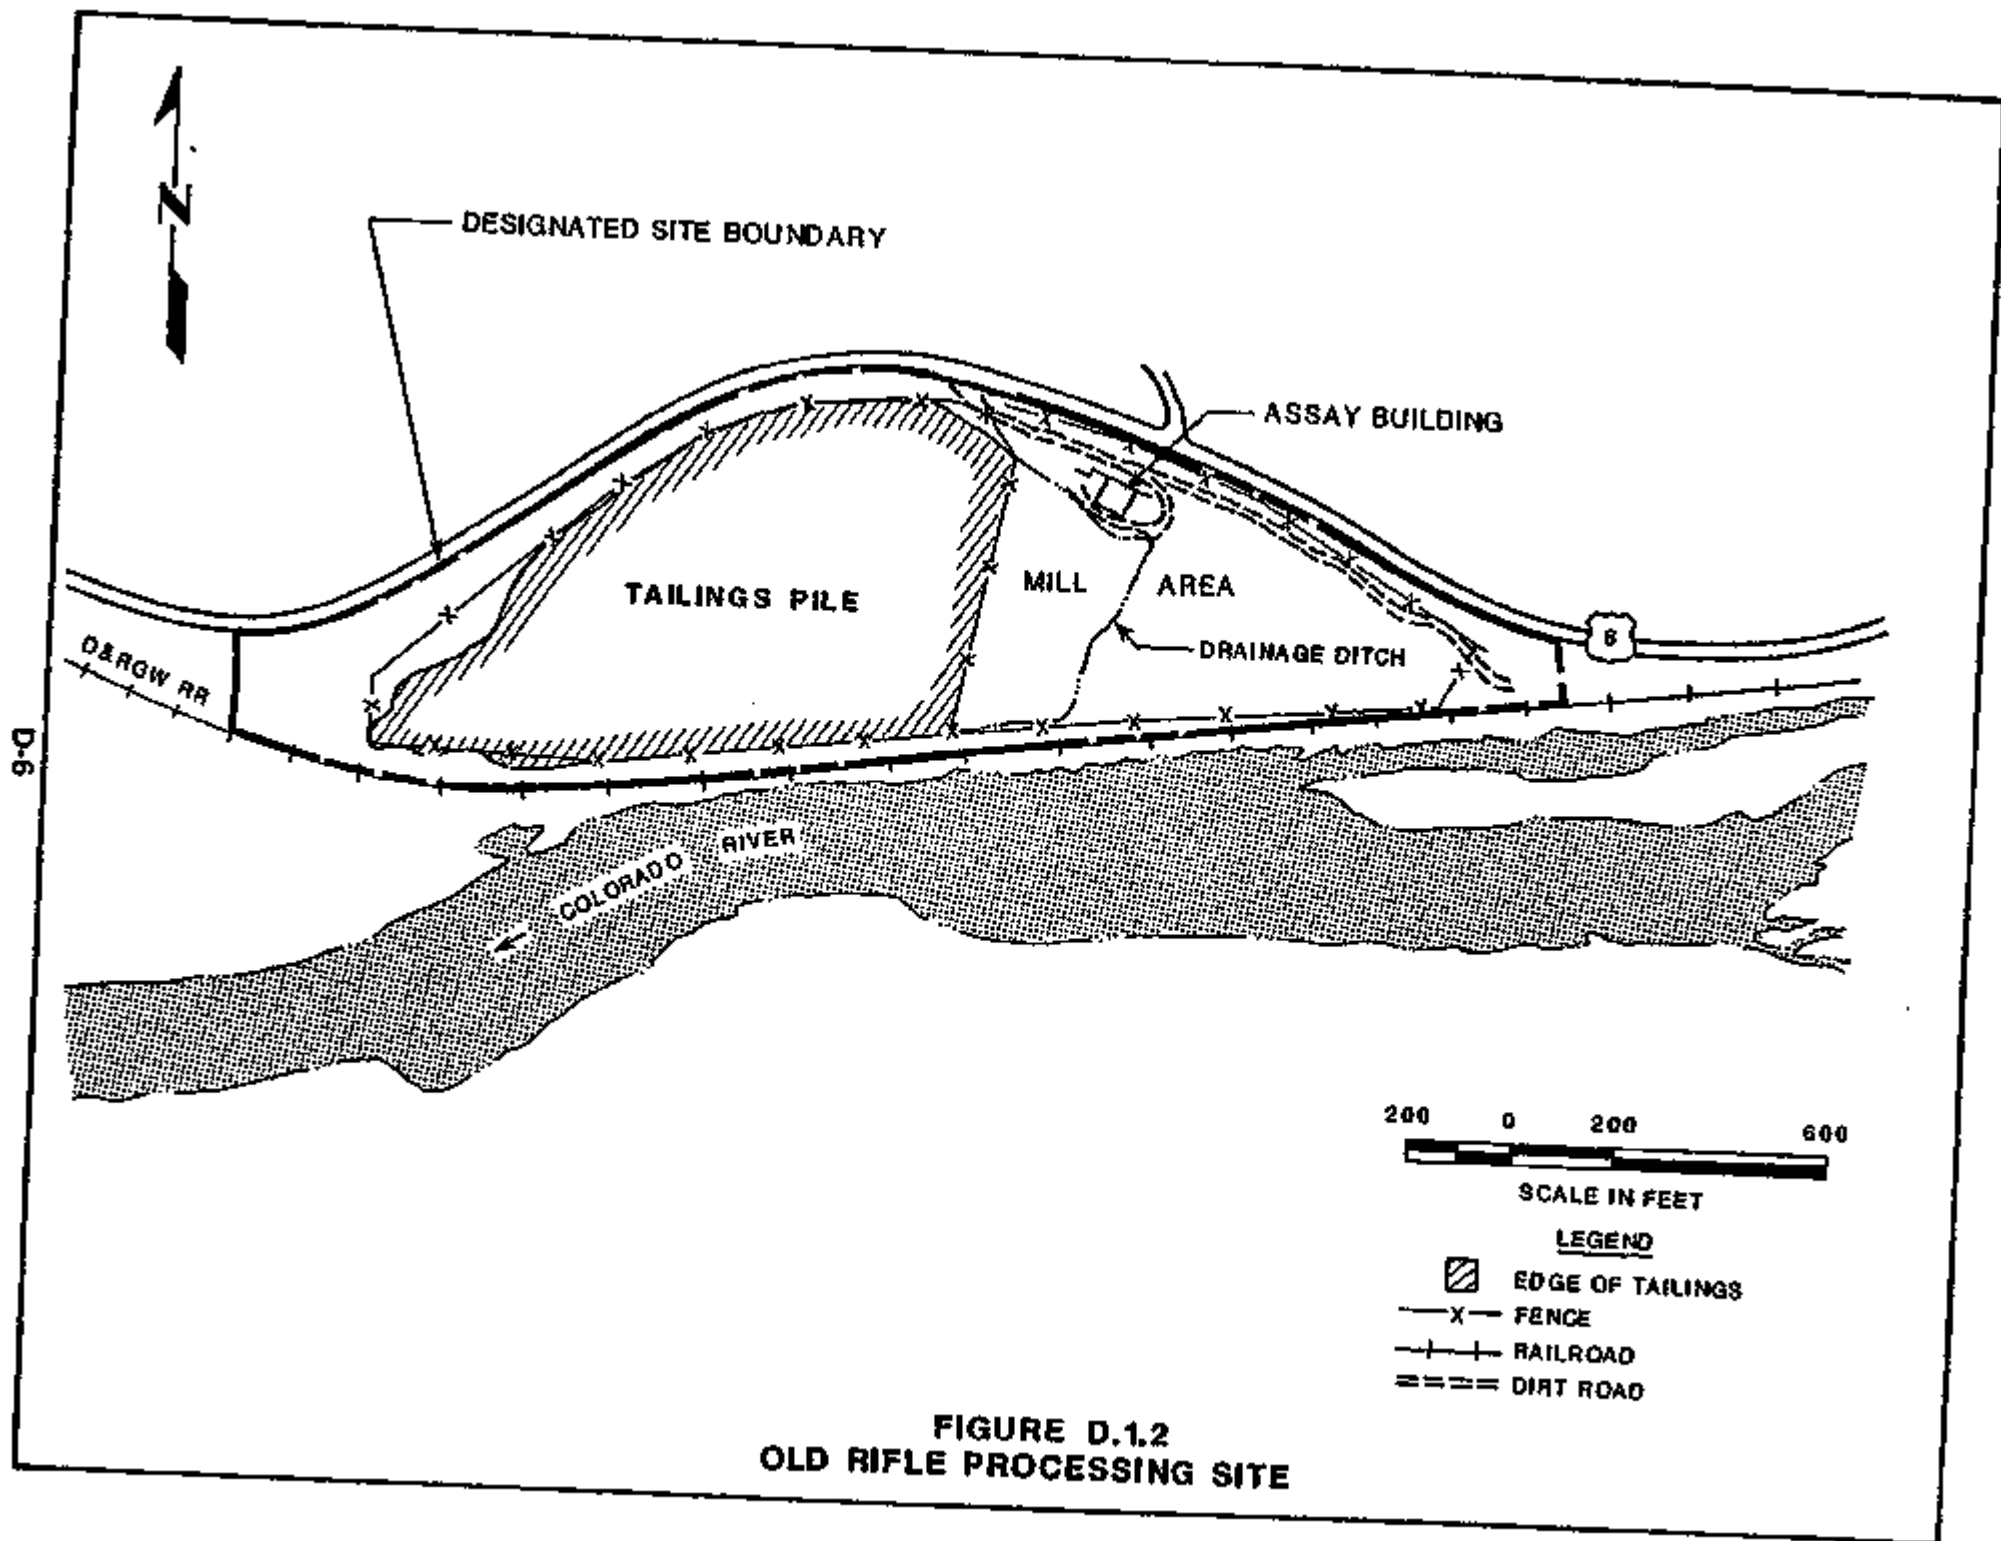 N
DESIGNATED SITE BOUNDARY
ASSAY BUILDING
TAILINGS PILE
MILL AREA
DRAINAGE DITCH
6
D&RGW RR
D-6
COLORADO RIVER
200 0 200 600
SCALE IN FEET
LEGEND
EDGE OF TAILINGS
X FENCE
RAILROAD
DIRT ROAD
FIGURE D.1.2
OLD RIFLE PROCESSING SITE